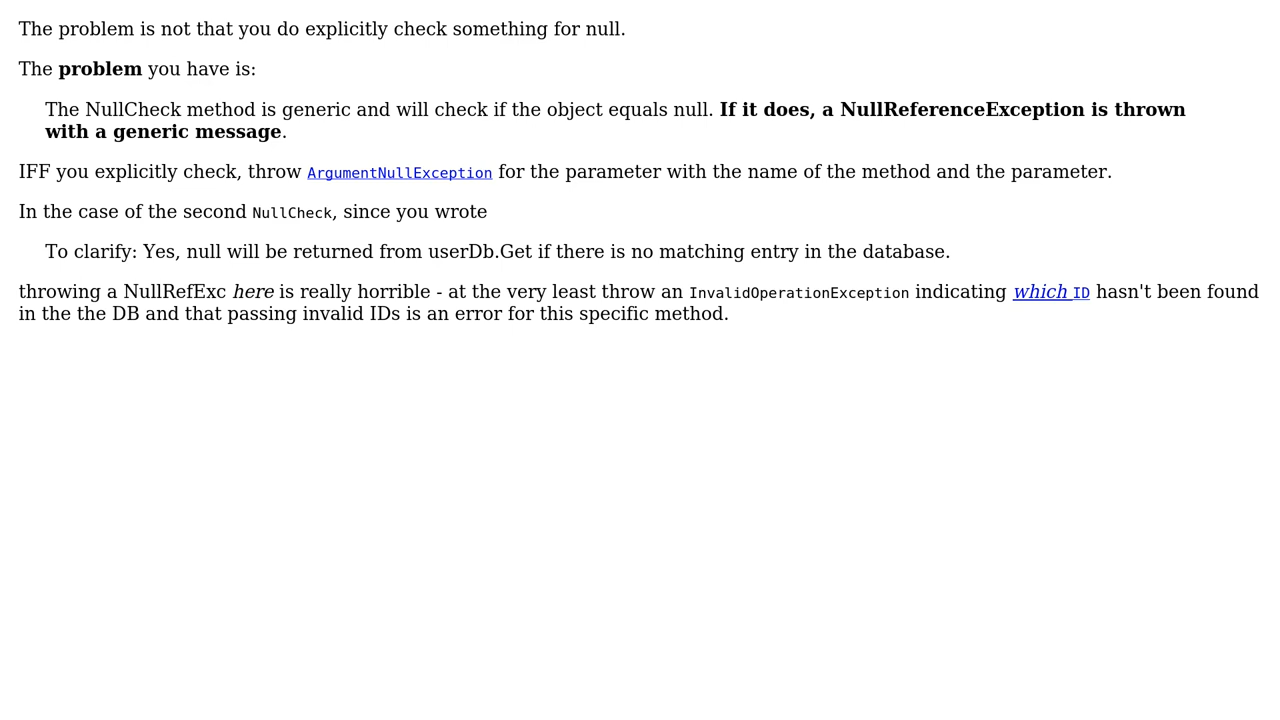 The problem is not that you do explicitly check something for null.
The problem you have is:
The NullCheck method is generic and will check if the object equals null. If it does, a NullReferenceException is thrown
with a generic message.
IFF you explicitly check, throw ArgumentNullException for the parameter with the name of the method and the parameter.
In the case of the second NullCheck, since you wrote
To clarify: Yes, null will be returned from userDb.Get if there is no matching entry in the database.
throwing a NullRefExc here is really horrible - at the very least throw an InvalidOperationException indicating which ID hasn't been found
in the the DB and that passing invalid IDs is an error for this specific method.